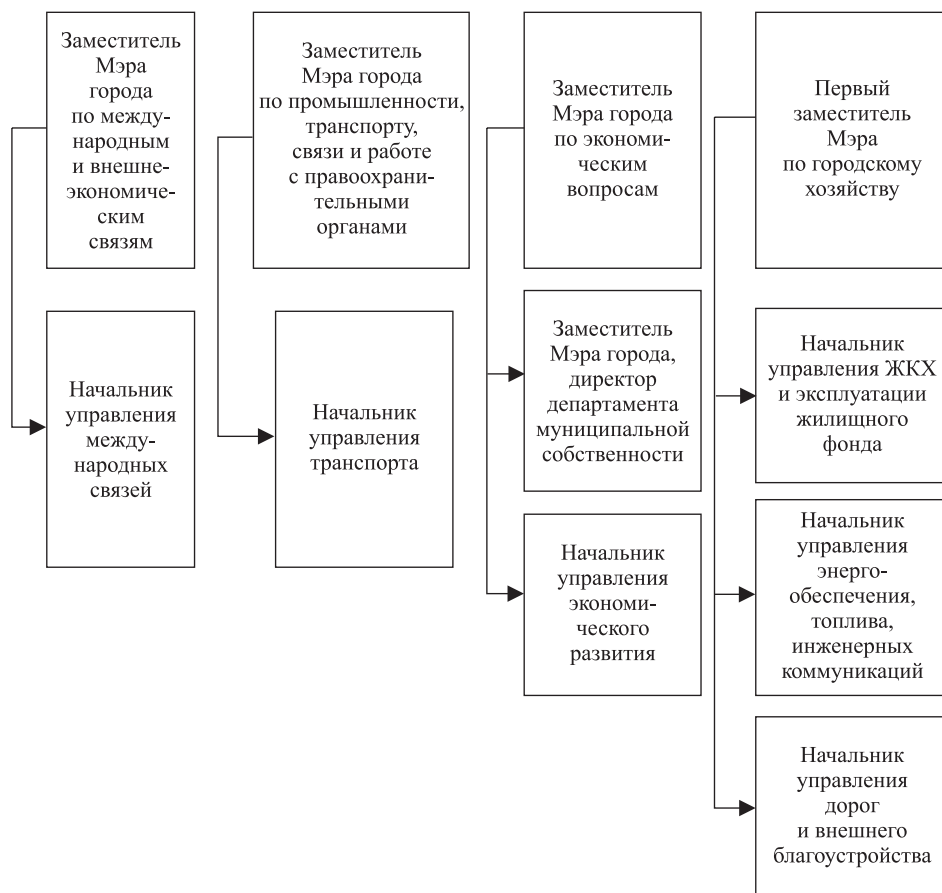 Заместитель
Мэра
города
по между-
народным
и внешне-
экономиче-
ским
связям
Заместитель
Мэра города
по промышленности,
транспорту,
связи и работе
с правоохрани-
тельными
органами
Заместитель
Мэра города
по экономи-
ческим
вопросам
Первый
заместитель
Мэра
по городскому
хозяйству
Начальник
управления
между-
народных
связей
Начальник
управления
транспорта
Заместитель
Мэра города,
директор
департамента
муниципальной
собственности
Начальник
управления ЖКХ
и эксплуатации
жилищного
фонда
Начальник
управления
экономи-
ческого
развития
Начальник
управления
энерго-
обеспечения,
топлива,
инженерных
коммуникаций
Начальник
управления
дорог
и внешнего
благоустройства